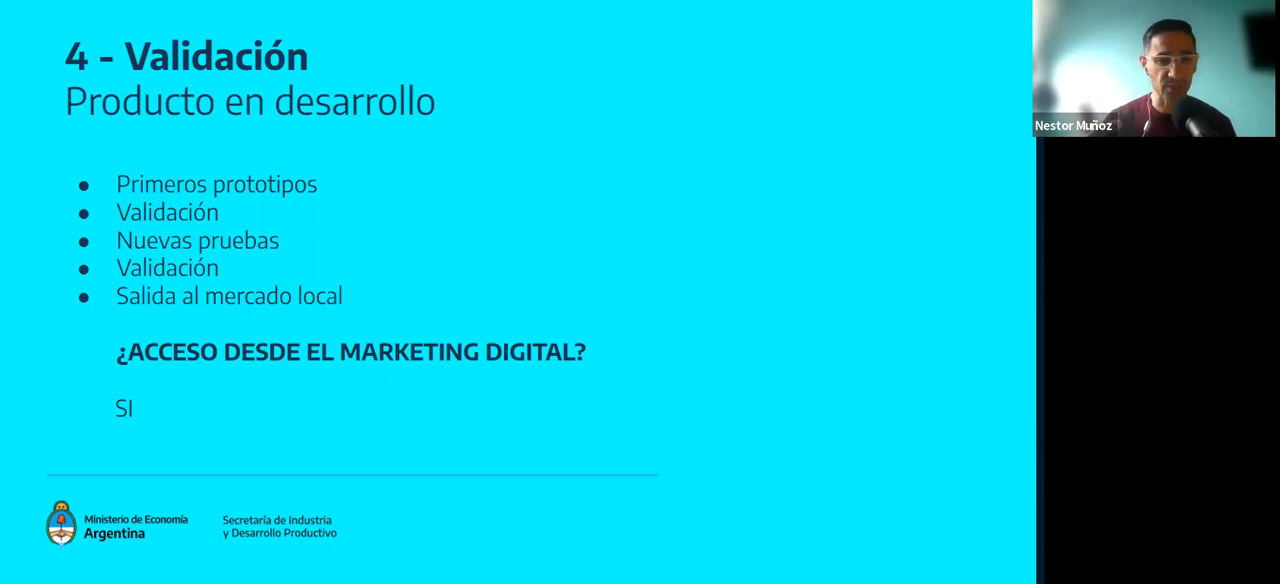 4 - Validación
Producto en desarrollo
● Primeros prototipos
● Validación
● Nuevas pruebas
● Validación
● Salida al mercado local
¿ACCESO DESDE EL MARKETING DIGITAL?
SI
Ministerio de Economía
Argentina
Secretaría de Industria
y Desarrollo Productivo
Nestor Muñoz